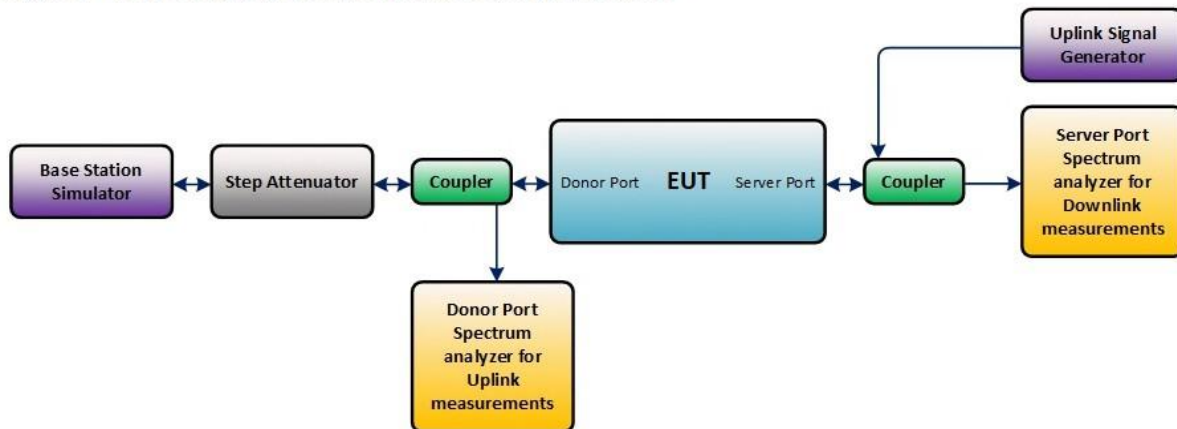 Uplink Signal
Generator
Base Station
Simulator
Step Attenuator
Coupler
Donor Port
EUT
Server Port
Coupler
Server Port
Spectrum
analyzer for
Downlink
measurements
Donor Port
Spectrum
analyzer for
Uplink
measurements